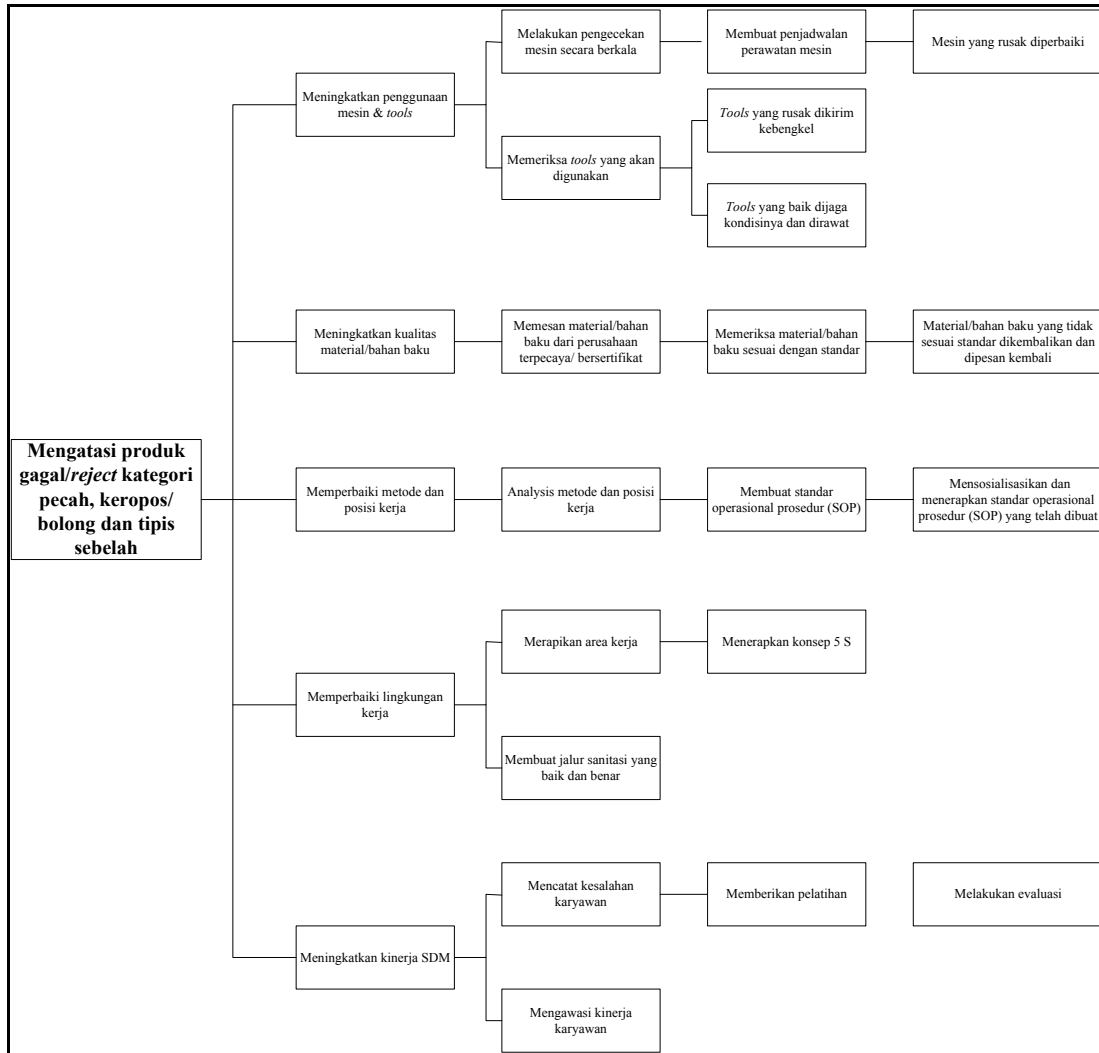 Melakukan pengecekan
mesin secara berkala
Membuat penjadwalan
perawatan mesin
Mesin yang rusak diperbaiki
Meningkatkan penggunaan
mesin & tools
Tools yang rusak dikirim
kebengkel
Memeriksa tools yang akan
digunakan
Tools yang baik dijaga
kondisinya dan dirawat
Meningkatkan kualitas
material/bahan baku
Memesan material/bahan
baku dari perusahaan
terpecaya/ bersertifikat
Memeriksa material/bahan
baku sesuai dengan standar
Material/bahan baku yang tidak
sesuai standar dikembalikan dan
dipesan kembali
Mengatasi produk
gagal/reject kategori
pecah, keropos/
bolong dan tipis
sebelah
Memperbaiki metode dan
posisi kerja
Analysis metode dan posisi
kerja
Membuat standar
operasional prosedur (SOP)
Mensosialisasikan dan
menerapkan standar operasional
prosedur (SOP) yang telah dibuat
Merapikan area kerja
Menerapkan konsep 5 S
Memperbaiki lingkungan
kerja
Membuat jalur sanitasi yang
baik dan benar
Mencatat kesalahan
karyawan
Memberikan pelatihan
Melakukan evaluasi
Meningkatkan kinerja SDM
Mengawasi kinerja
karyawan